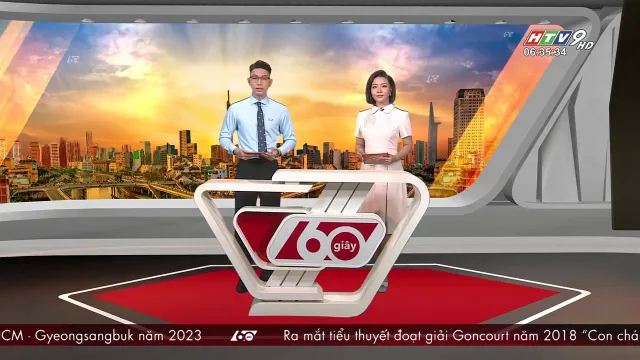 HTV9 HD
06:35:34
60 giây
CM - Gyeongsangbuk năm 2023 60 Ra mắt tiểu thuyết đoạt giải Goncourt năm 2018 “Con chá